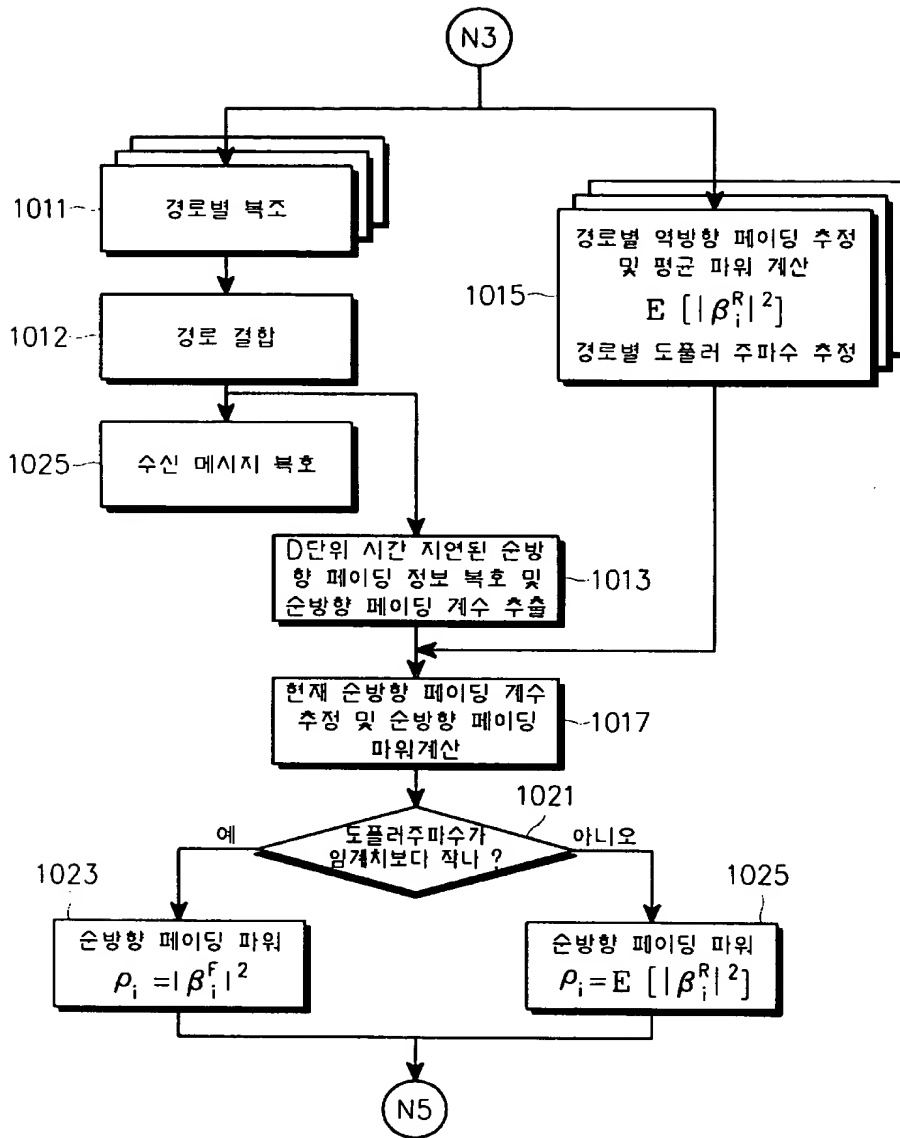 N3
1011
경로별 복조
1012
경로 결합
1025
수신 메시지 복호
1015
경로별 역방향 페이딩 추정
및 평균 파워 계산
E [|β_i^R|^2]
경로별 도플러 주파수 추정
D단위 시간 지연된 순방
향 페이딩 정보 복호 및
순방향 페이딩 계수 추출
1013
현재 순방향 페이딩 계수
추정 및 순방향 페이딩
파워계산
1017
1021
도플러주파수가
임계치보다 작나 ?
예
아니오
1023
순방향 페이딩 파워
ρ_i =|β_i^F|^2
1025
순방향 페이딩 파워
ρ_i=E [|β_i^R|^2]
N5